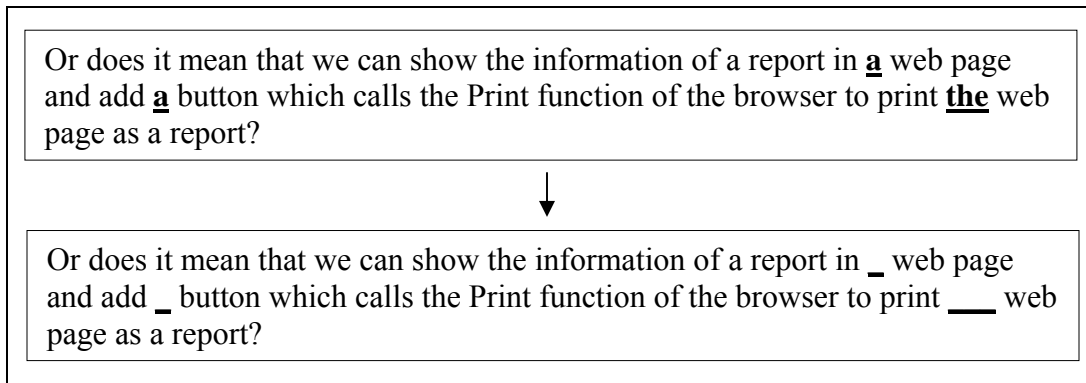 Or does it mean that we can show the information of a report in a web page
and add a button which calls the Print function of the browser to print the web
page as a report?
Or does it mean that we can show the information of a report in _ web page
and add _ button which calls the Print function of the browser to print ___ web
page as a report?